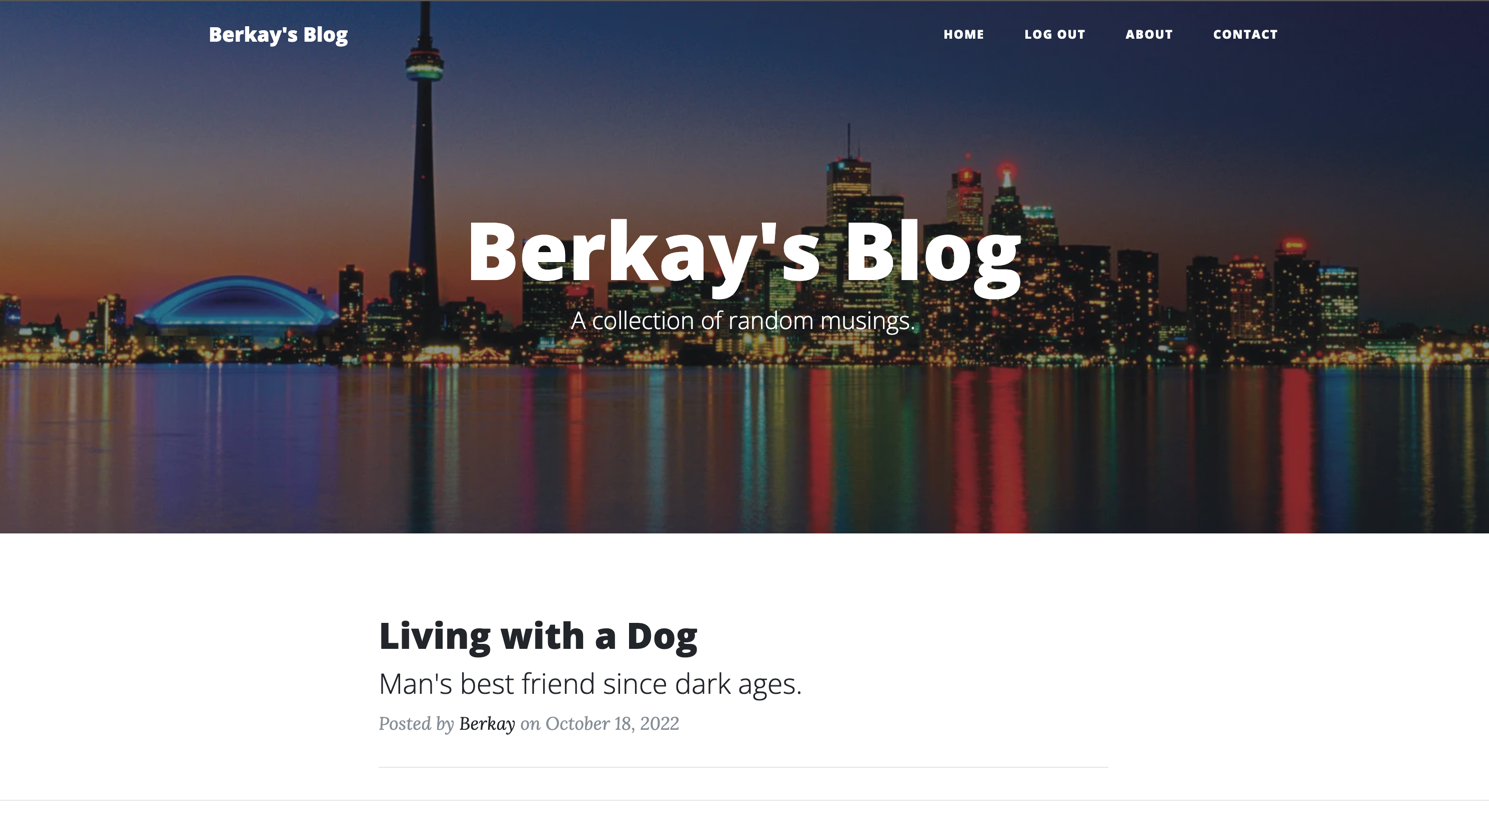 Berkay's Blog
HOME LOG OUT ABOUT CONTACT
Berkay's Blog
A collection of random musings.
Living with a Dog
Man's best friend since dark ages.
Posted by Berkay on October 18, 2022